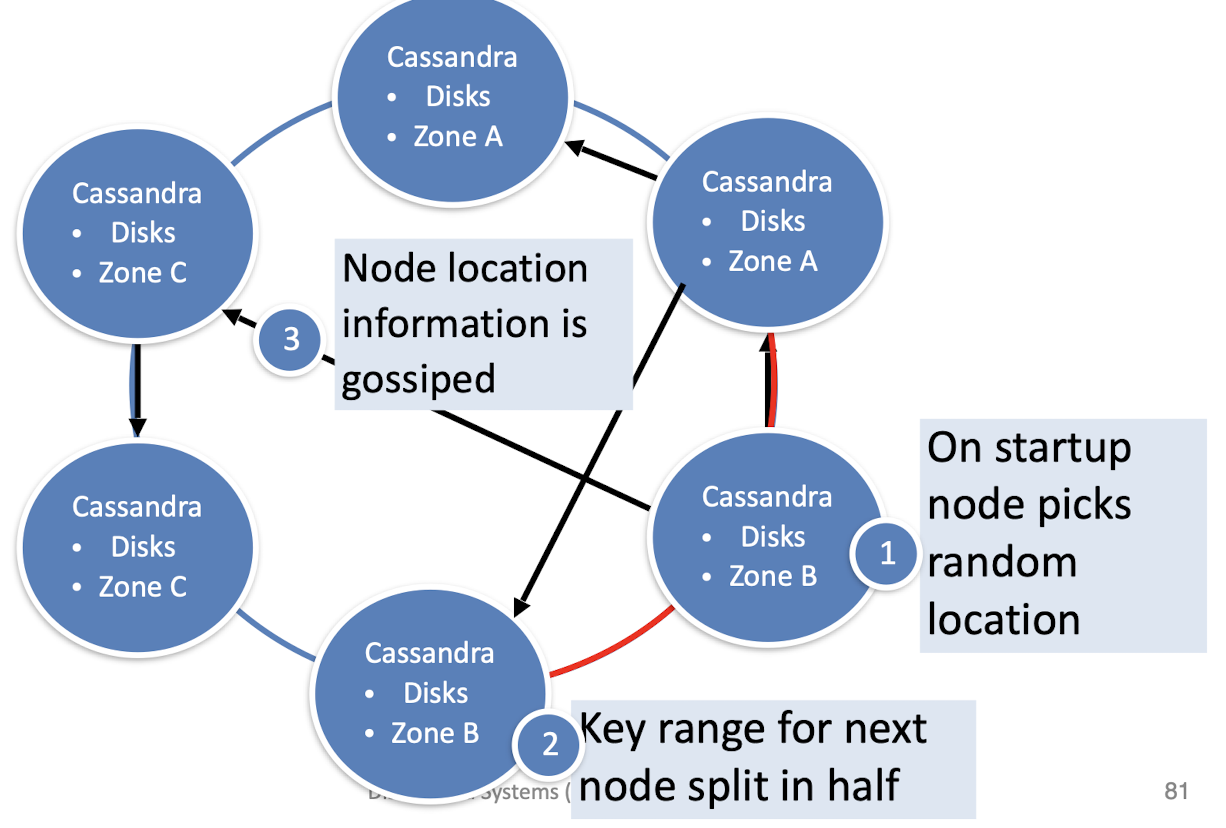 Cassandra
• Disks
• Zone A
Cassandra
• Disks
• Zone A
Cassandra
• Disks
• Zone C
Node location
information is
gossiped
3
Cassandra
• Disks
• Zone B
1
On startup
node picks
random
location
Cassandra
• Disks
• Zone C
Cassandra
• Disks
• Zone B
2
Key range for next
node split in half
Systems (
81